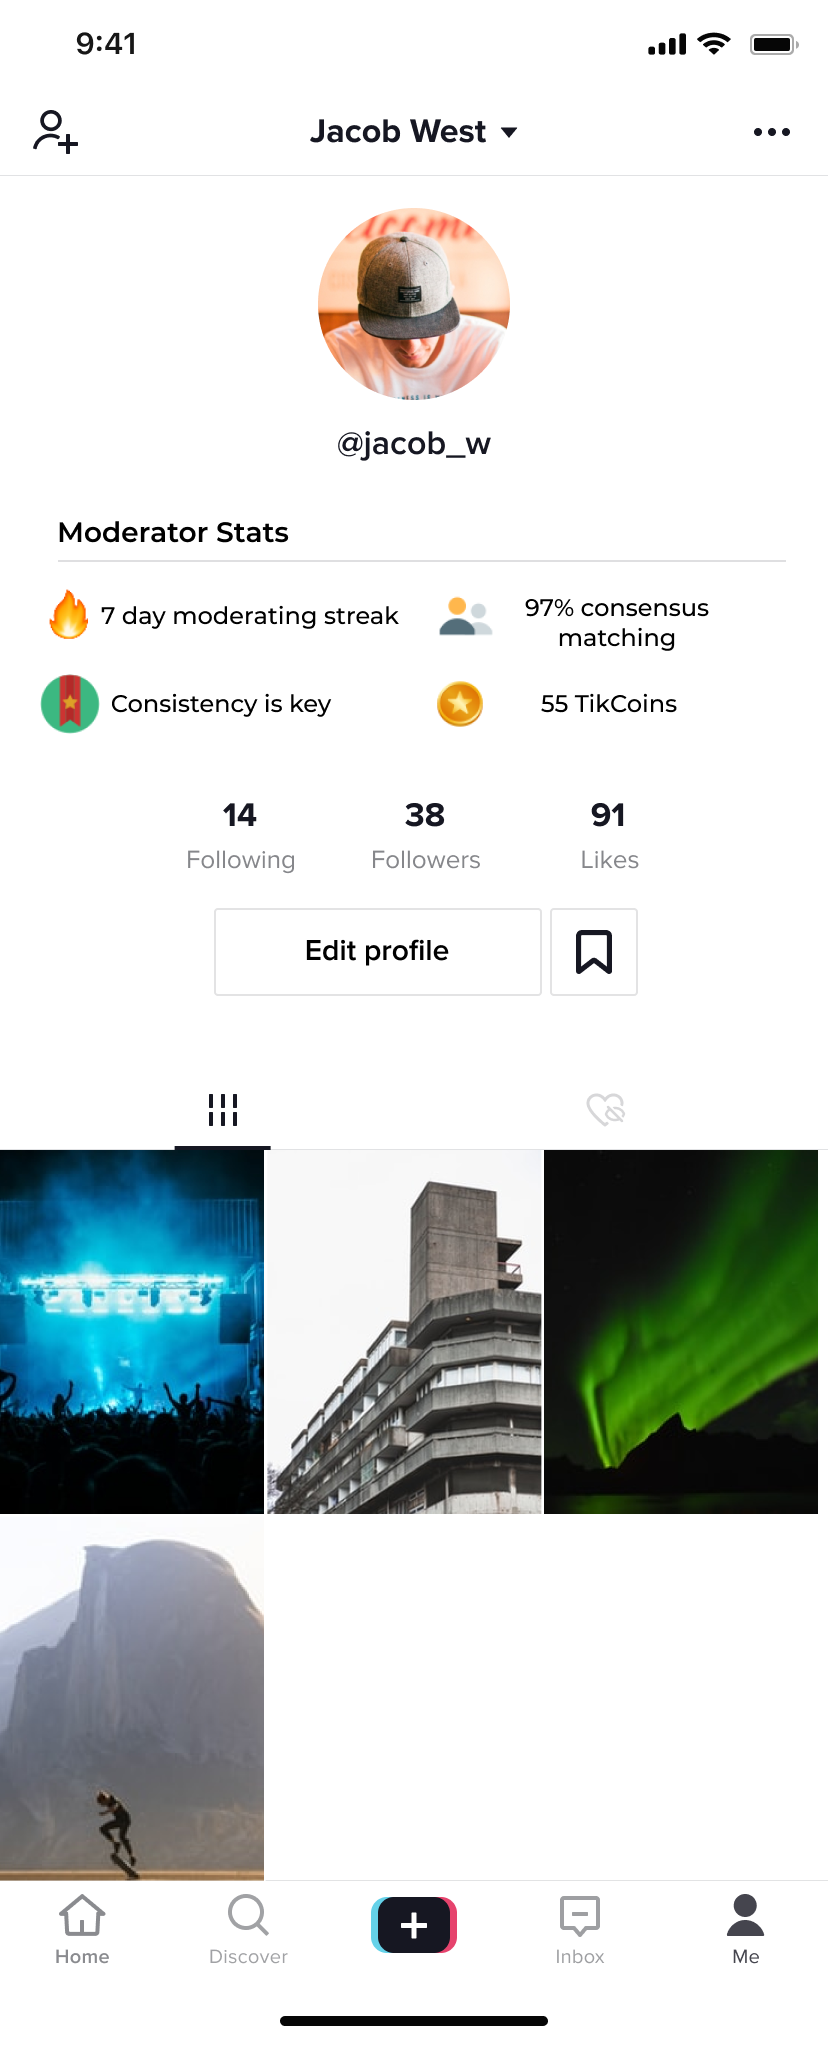 9:41
Jacob West
@jacob_w
Moderator Stats
7 day moderating streak
97% consensus
matching
Consistency is key
55 TikCoins
14
38
91
Following
Followers
Likes
Edit profile
Home
Discover
Inbox
Me